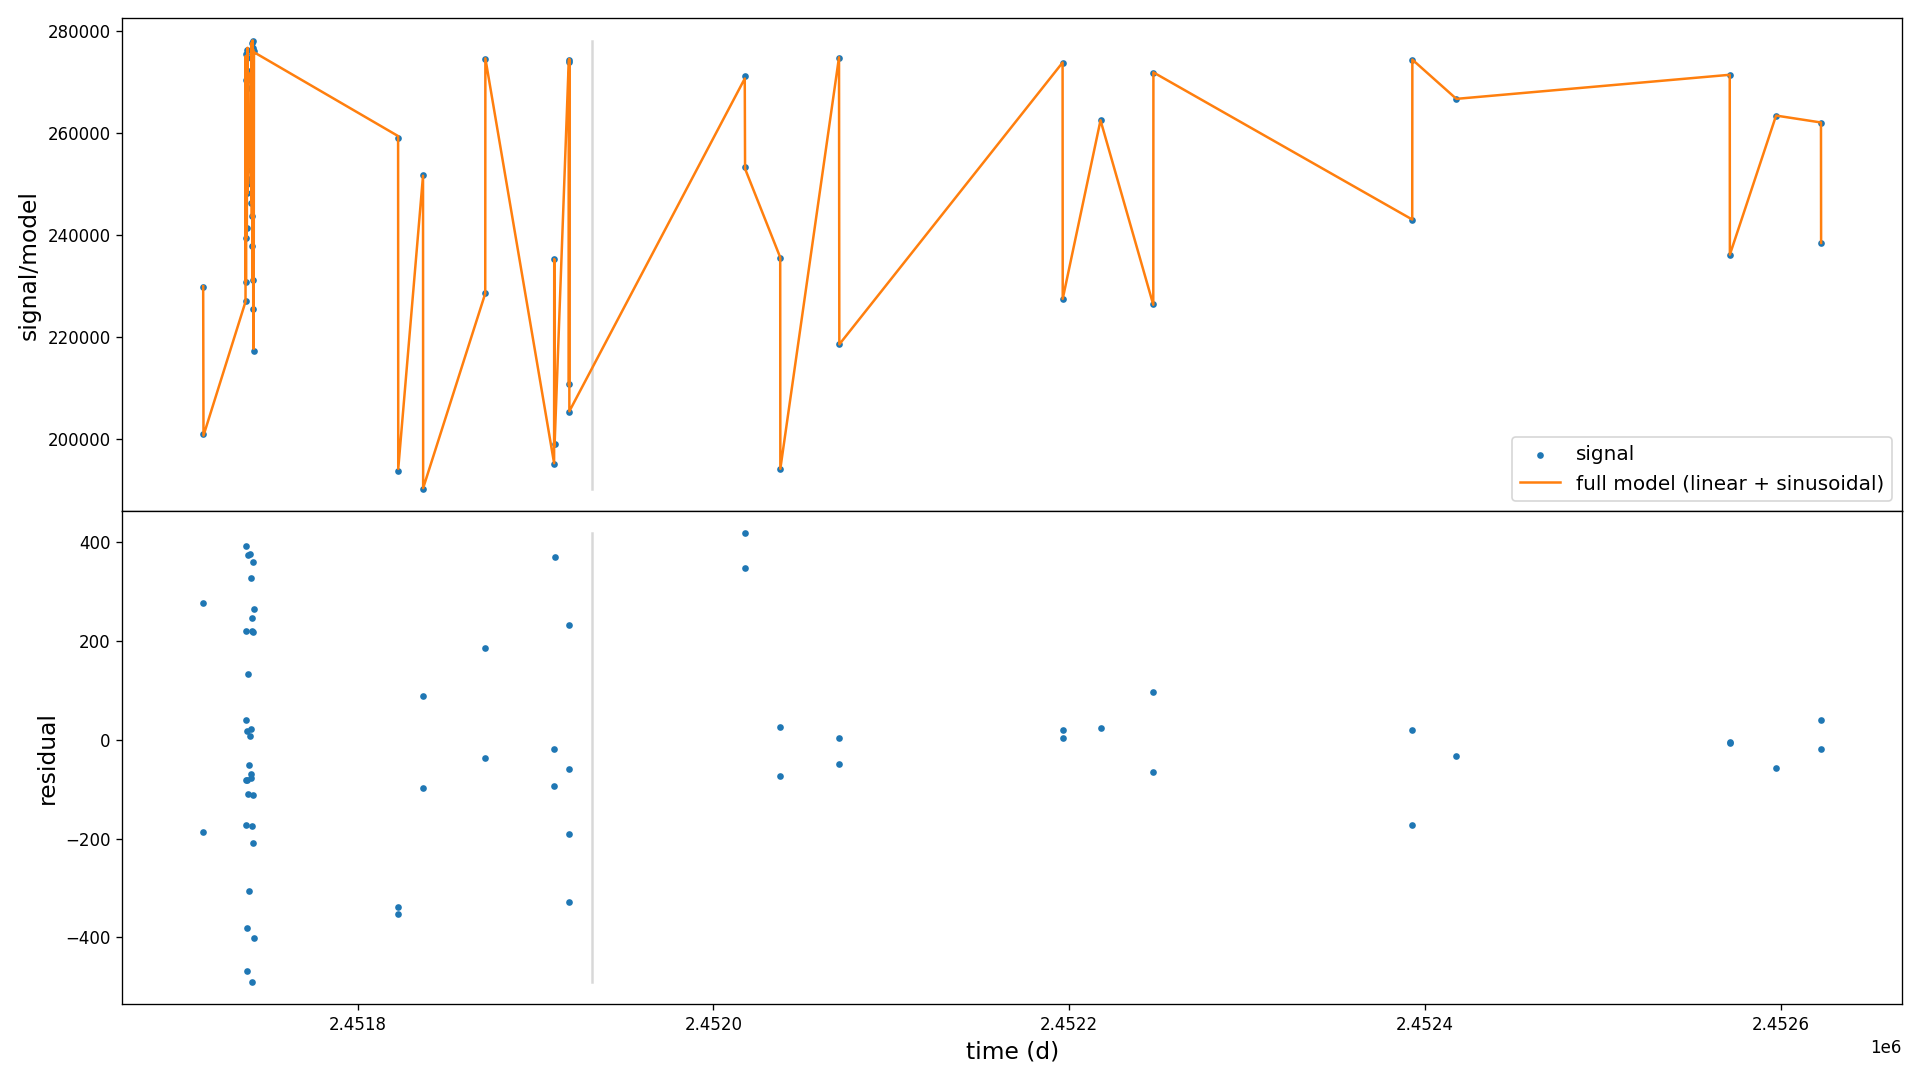 280000
260000
240000
220000
200000
signal/model
signal
full model (linear + sinusoidal)
400
200
0
−200
−400
residual
2.4518
2.4520
2.4522
2.4524
2.4526
time (d)
1e6